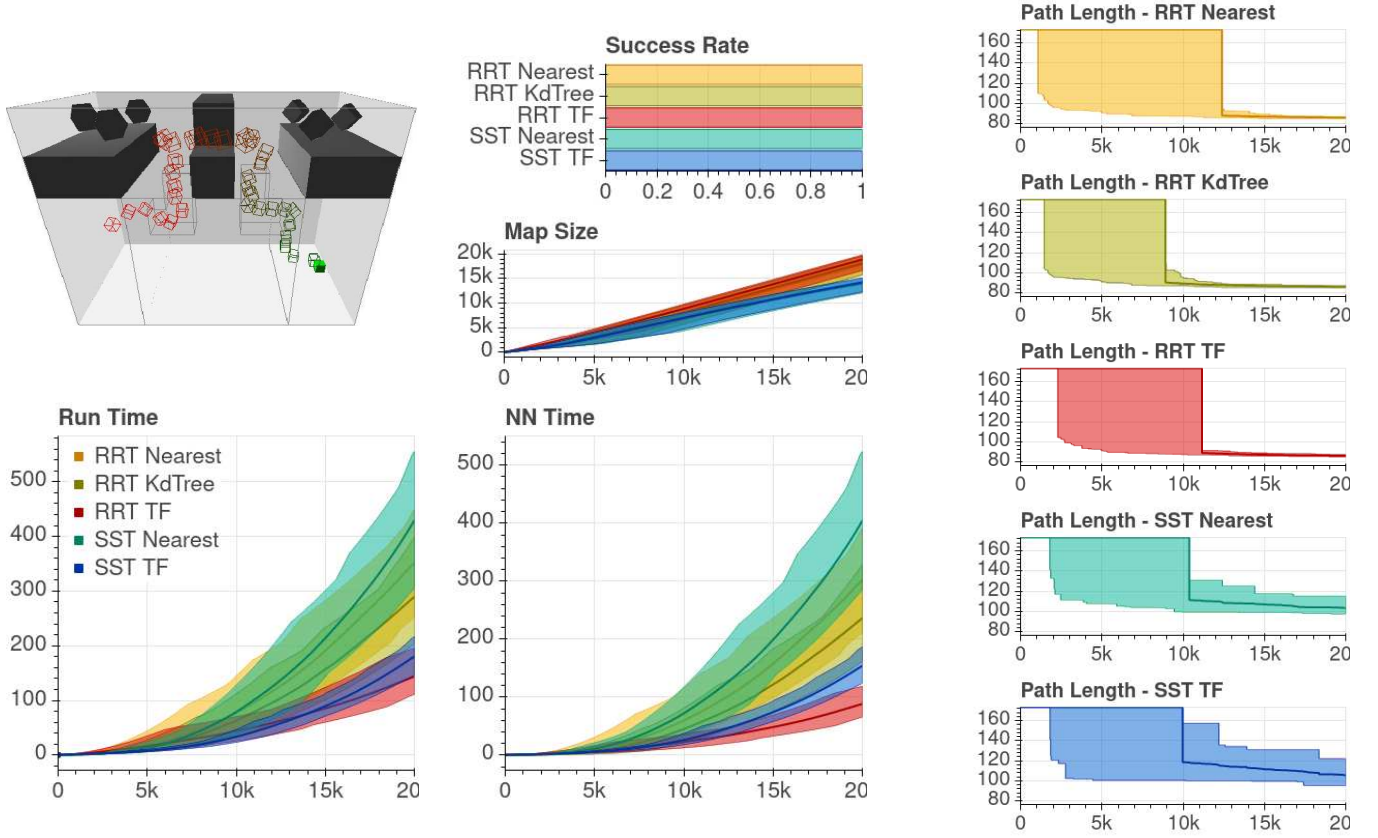 Success Rate
RRT Nearest
RRT KdTree
RRT TF
SST Nearest
SST TF
0 0.2 0.4 0.6 0.8 1
Map Size
20k
15k
10k
5k
0
0 5k 10k 15k 20
Run Time
500
400
300
200
100
0
0 5k 10k 15k 20
RRT Nearest
RRT KdTree
RRT TF
SST Nearest
SST TF
NN Time
500
400
300
200
100
0
0 5k 10k 15k 20
Path Length - RRT Nearest
160
140
120
100
80
0 5k 10k 15k 20
Path Length - RRT KdTree
160
140
120
100
80
0 5k 10k 15k 20
Path Length - RRT TF
160
140
120
100
80
0 5k 10k 15k 20
Path Length - SST Nearest
160
140
120
100
80
0 5k 10k 15k 20
Path Length - SST TF
160
140
120
100
80
0 5k 10k 15k 20